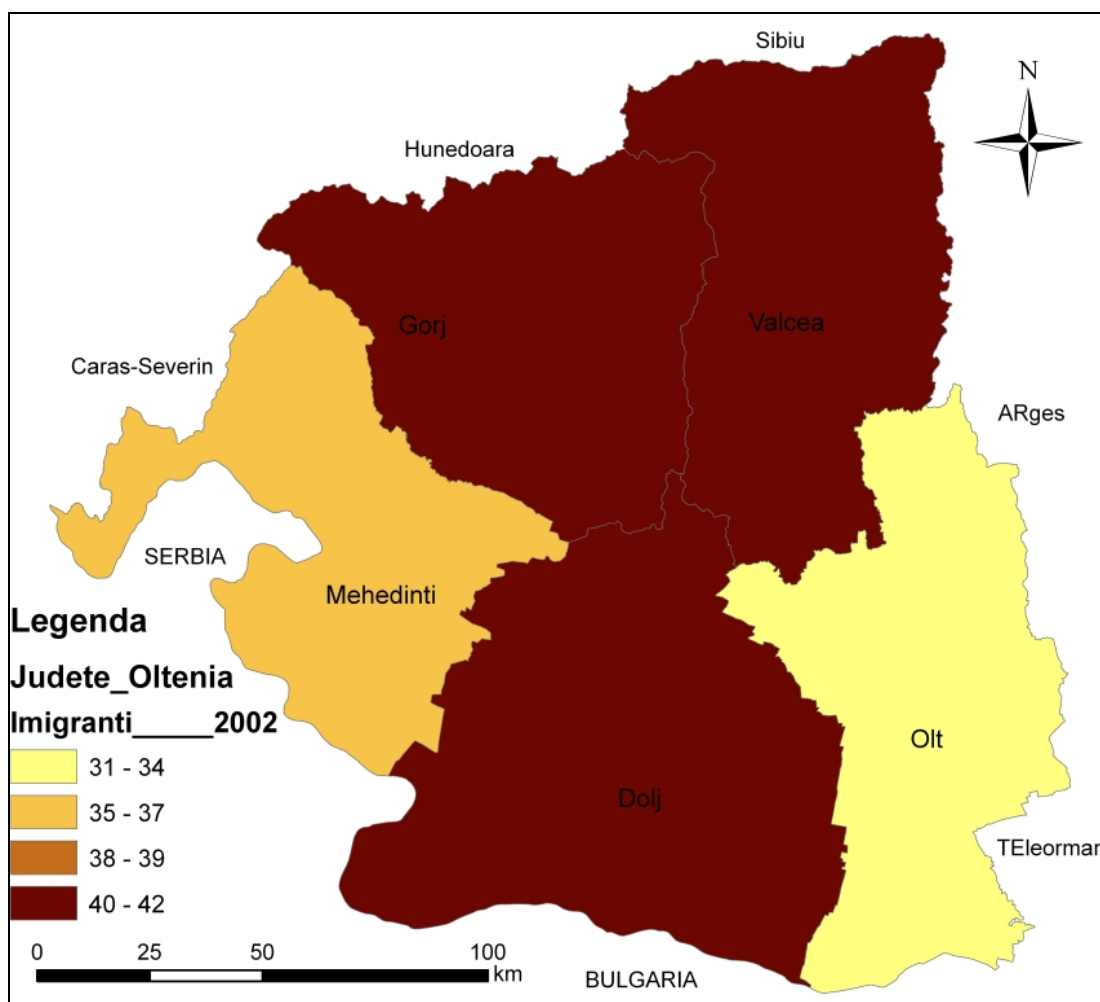 Sibiu
N
Hunedoara
Gorj
Valcea
Caras-Severin
ARges
SERBIA
Mehedinti
Legenda
Judete_Oltenia
Imigranti_____2002
31 - 34
35 - 37
38 - 39
40 - 42
Olt
Dolj
TEleorman
0 25 50 100
km
BULGARIA